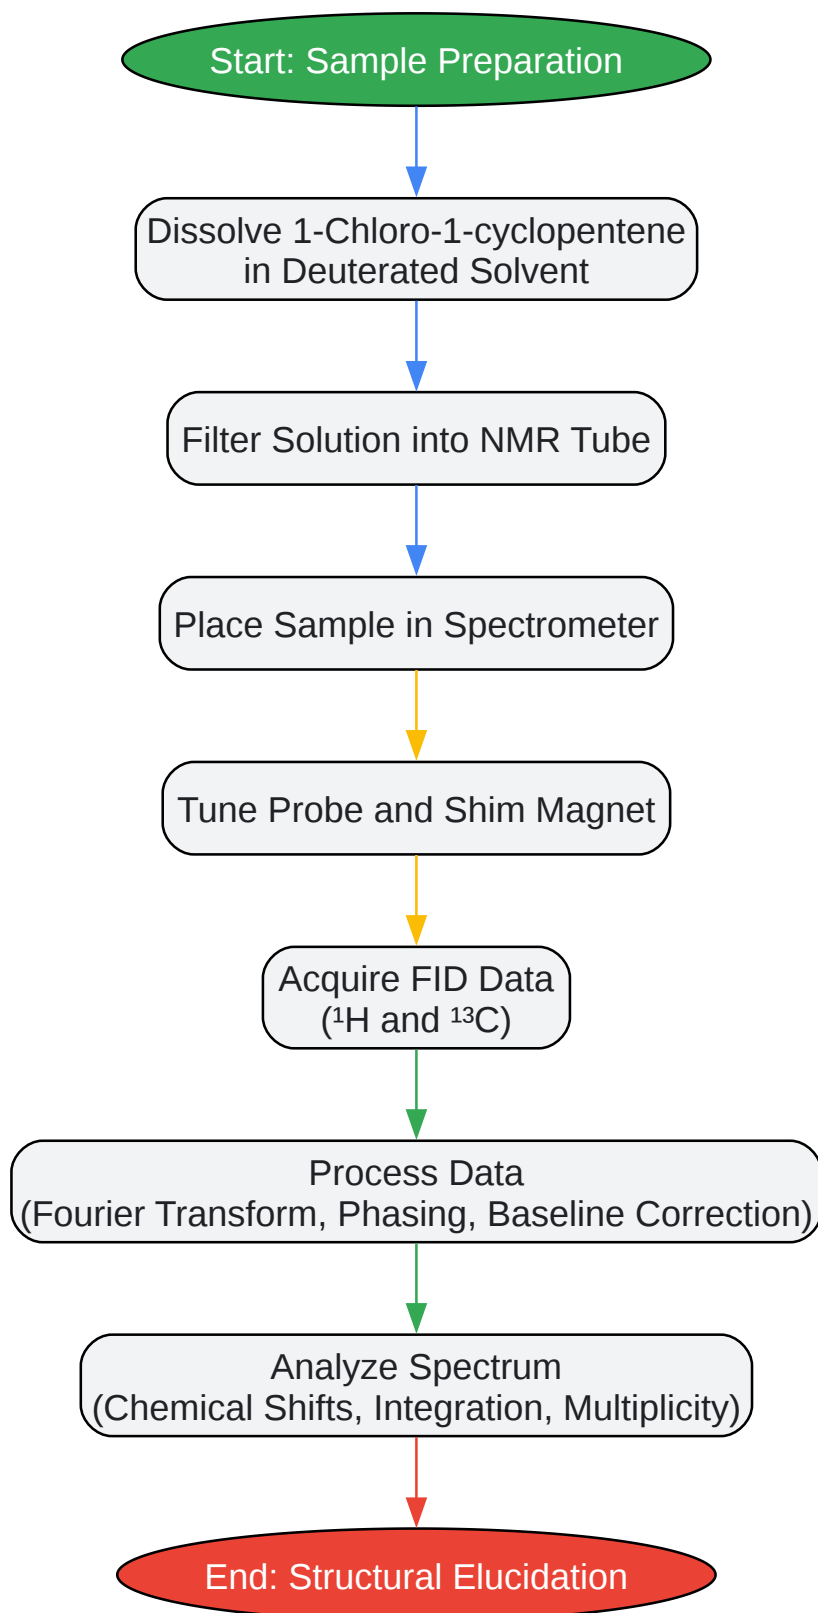 Start: Sample Preparation
Dissolve 1-Chloro-1-cyclopentene
in Deuterated Solvent
Filter Solution into NMR Tube
Place Sample in Spectrometer
Tune Probe and Shim Magnet
Acquire FID Data
(¹H and ¹³C)
Process Data
(Fourier Transform, Phasing, Baseline Correction)
Analyze Spectrum
(Chemical Shifts, Integration, Multiplicity)
End: Structural Elucidation